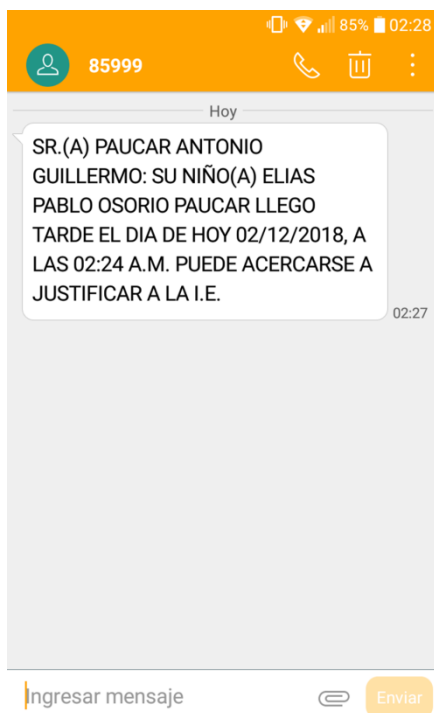 85% 02:28
85999
Hoy
SR.(A) PAUCAR ANTONIO
GUILLERMO: SU NIÑO(A) ELIAS
PABLO OSORIO PAUCAR LLEGO
TARDE EL DIA DE HOY 02/12/2018, A
LAS 02:24 A.M. PUEDE ACERCARSE A
JUSTIFICAR A LA I.E.
02:27
Ingresar mensaje
Enviar